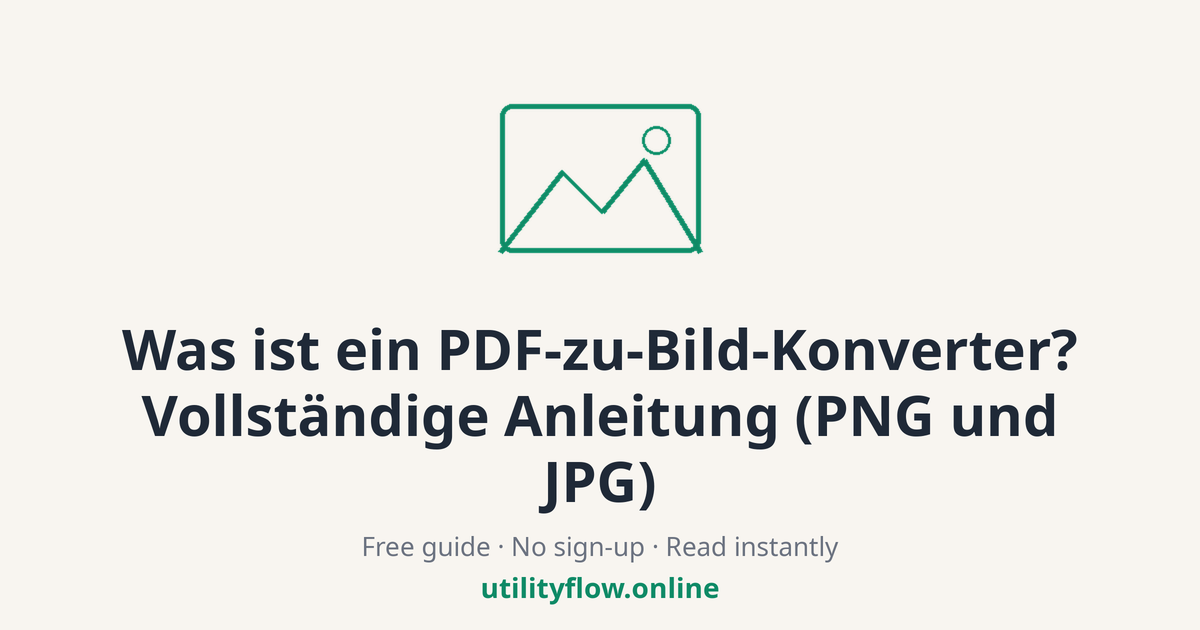 Was ist ein PDF-zu-Bild-Konverter?
Vollständige Anleitung (PNG und
JPG)
Free guide · No sign-up · Read instantly
utilityflow.online